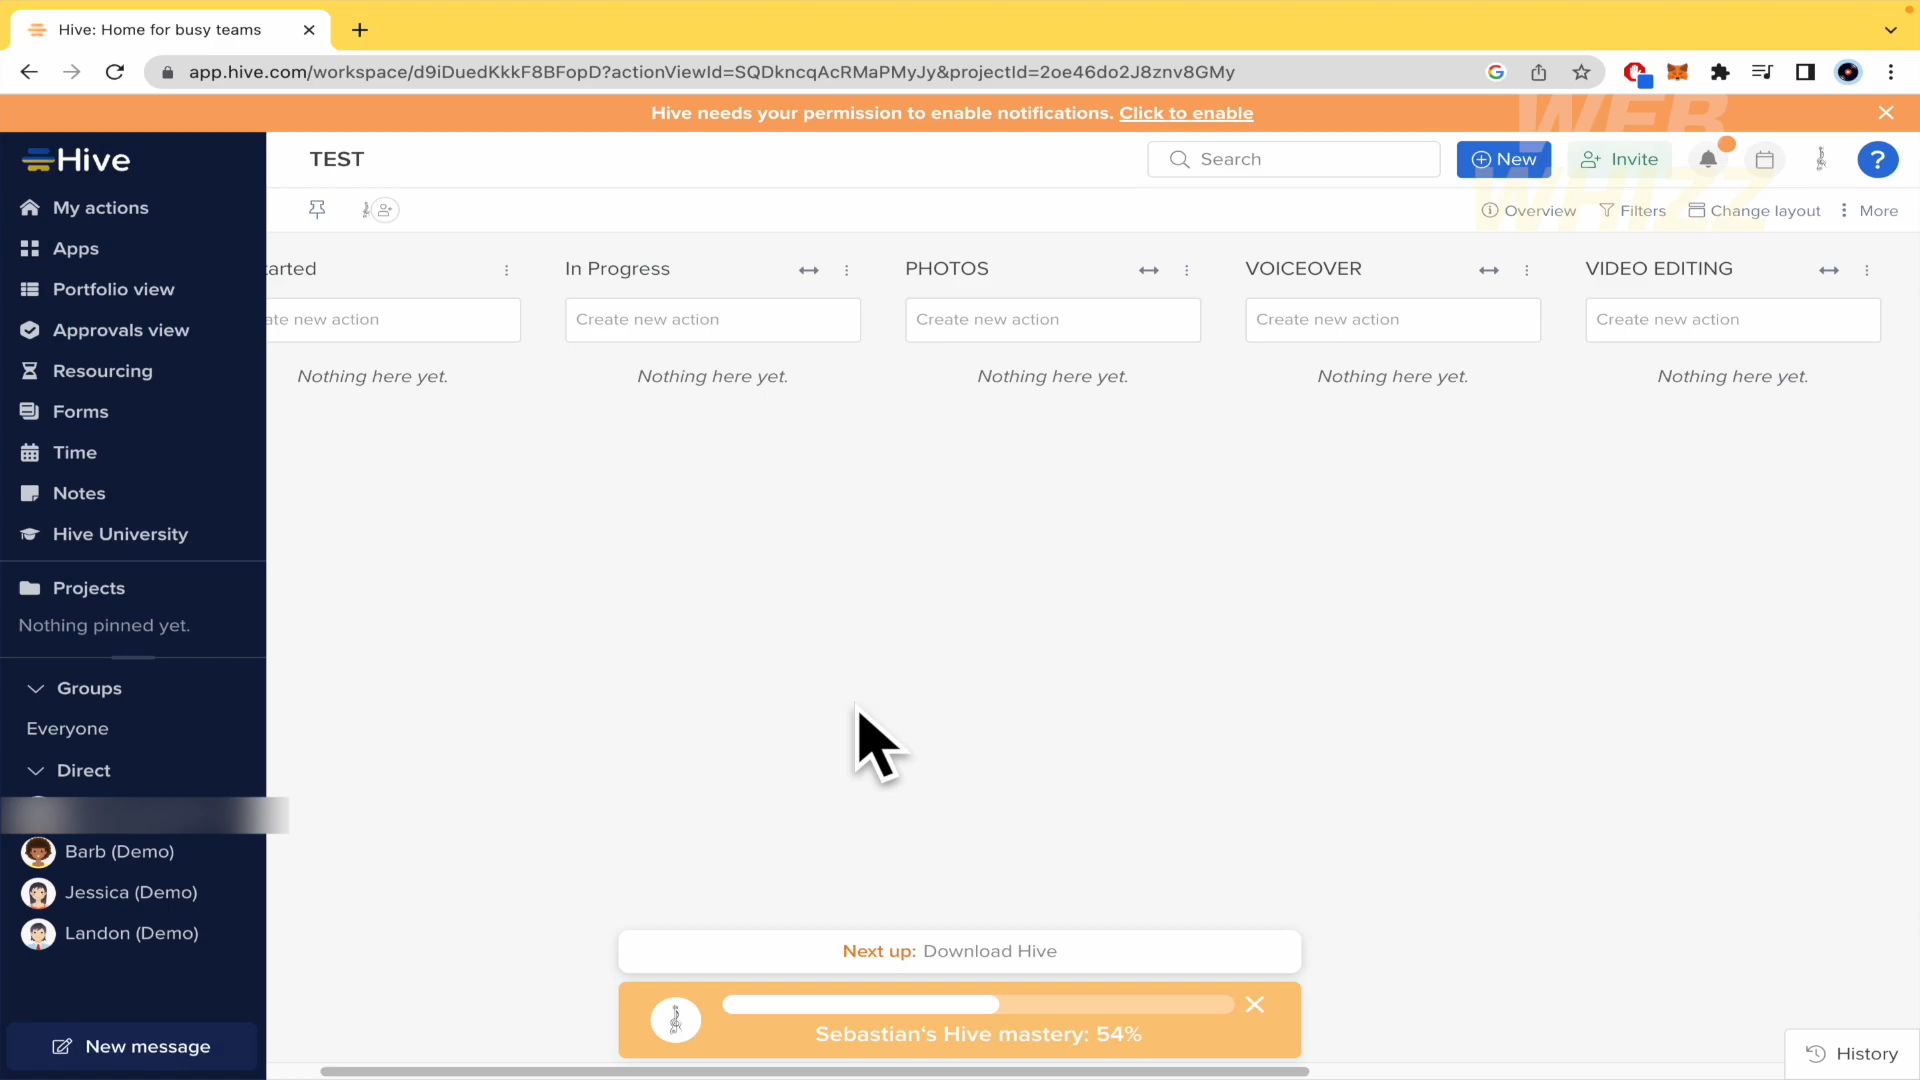 Hive: Home for busy teams
app.hive.com/workspace/d9iDuedKkkF8BFopD?actionViewId=SQDkncqAcRMaPMyJy&projectId=2oe46do2J8znv8GMy
Hive needs your permission to enable notifications. Click to enable
WEB
WHIZZ
Hive
TEST
Search
New
Invite
?
My actions
Overview
Filters
Change layout
More
Apps
Portfolio view
Approvals view
Resourcing
Forms
Time
Notes
Hive University
Projects
Nothing pinned yet.
Groups
Everyone
Direct
Barb (Demo)
Jessica (Demo)
Landon (Demo)
New message
tarted
In Progress
PHOTOS
VOICEOVER
VIDEO EDITING
ate new action
Create new action
Create new action
Create new action
Create new action
Nothing here yet.
Nothing here yet.
Nothing here yet.
Nothing here yet.
Nothing here yet.
Next up: Download Hive
Sebastian's Hive mastery: 54%
History